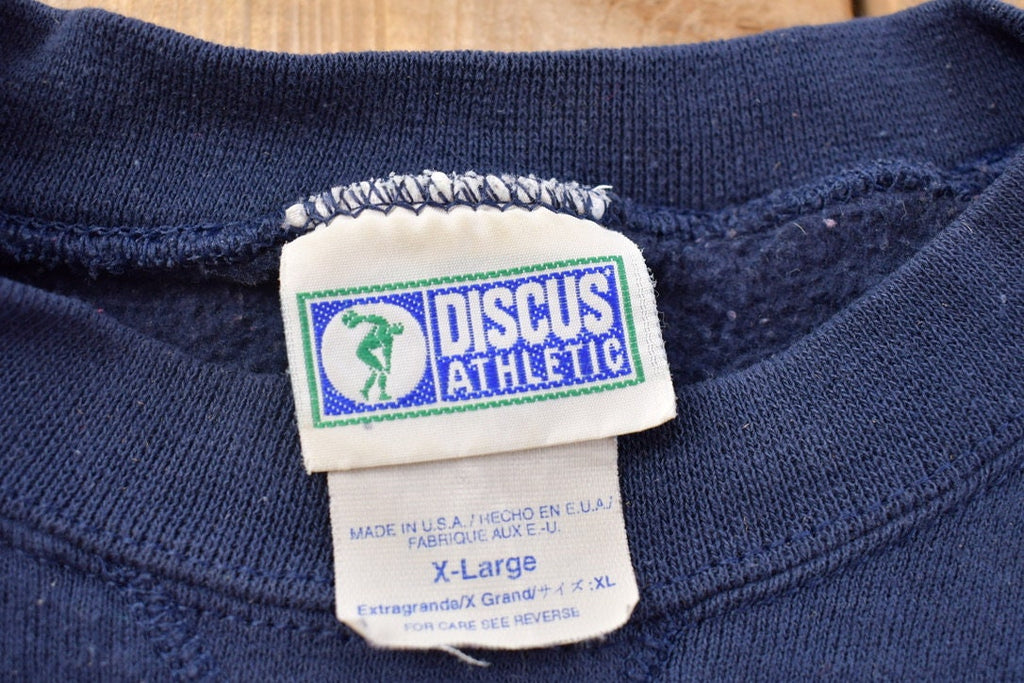 DISCUS
ATHLETIC
MADE IN U.S.A. / HECHO EN E.U.A./
FABRIQUE AUX E.-U.
X-Large
Extragrande/X Grand/サイズ:XL
FOR CARE SEE REVERSE